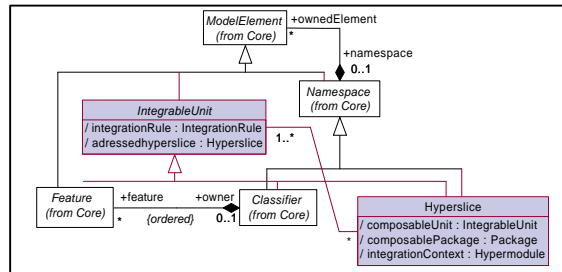 ModelElement
(from Core)
+ownedElement
*
+namespace
0..1
Namespace
(from Core)
IntegrableUnit
/ integrationRule : IntegrationRule
/ adressedhyperslice : Hyperslice
1..*
Feature
(from Core)
+feature
*
{ordered}
+owner
0..1
Classifier
(from Core)
*
Hyperslice
/ composableUnit : IntegrableUnit
/ composablePackage : Package
/ integrationContext : Hypermodule